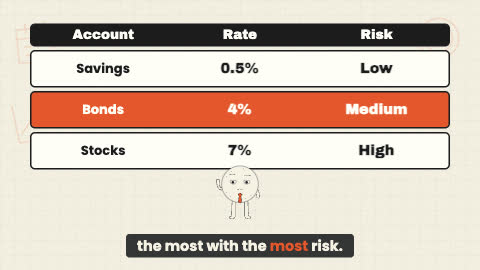 Account Rate Risk
Savings 0.5% Low
Bonds 4% Medium
Stocks 7% High
the most with the most risk.